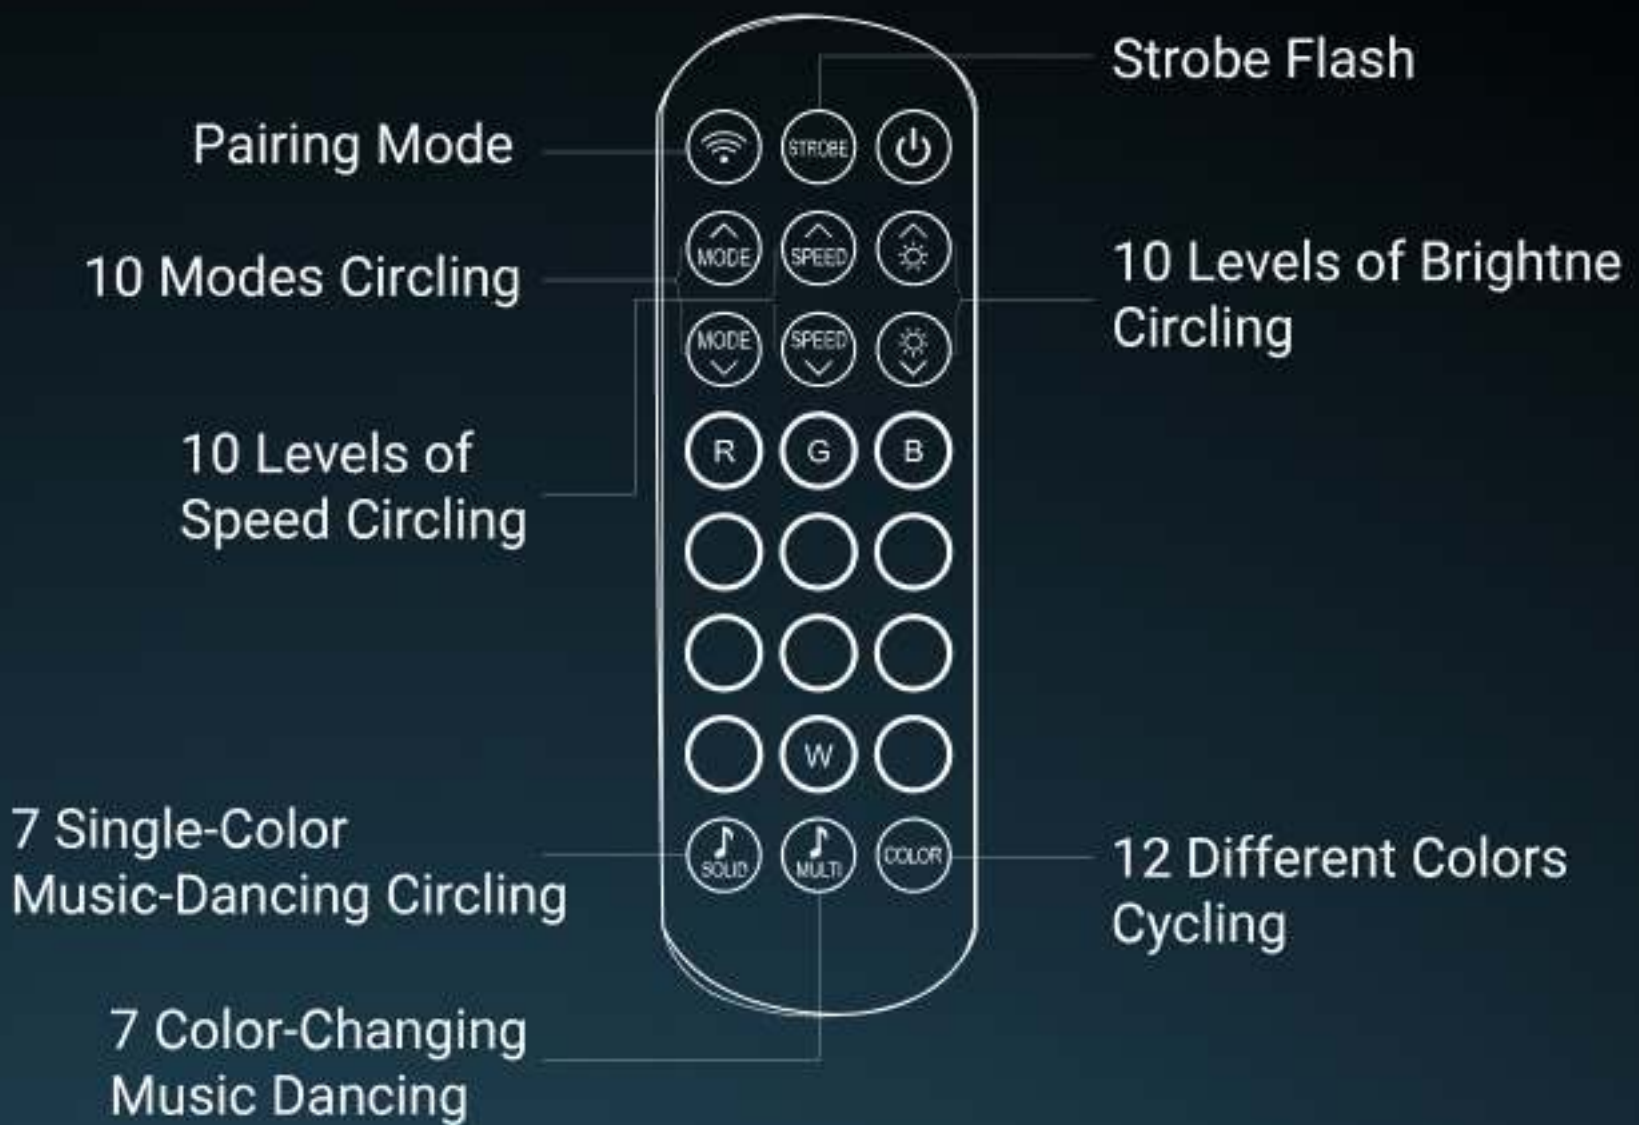 Strobe Flash
Pairing Mode
STROBE
10 Modes Circling
MODE
SPEED
10 Levels of Brightne
Circling
MODE
SPEED
10 Levels of
Speed Circling
R
G
B
W
7 Single-Color
Music-Dancing Circling
SOLID
MULTI
COLOR
12 Different Colors
Cycling
7 Color-Changing
Music Dancing